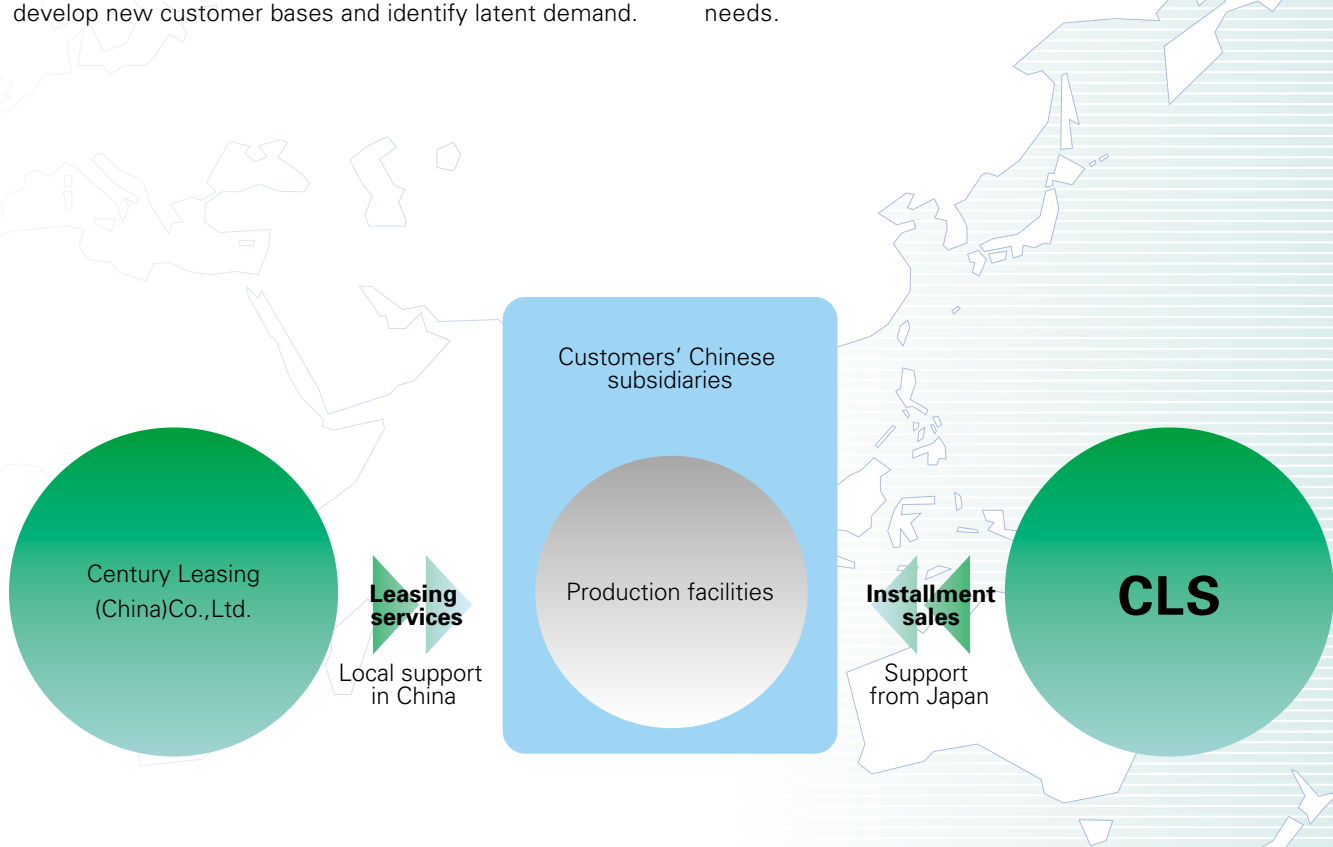 develop new customer bases and identify latent demand.
needs.
Customers’ Chinese
subsidiaries
Century Leasing
(China)Co.,Ltd.
Leasing
services
Local support
in China
Production facilities
Installment
sales
Support
from Japan
CLS